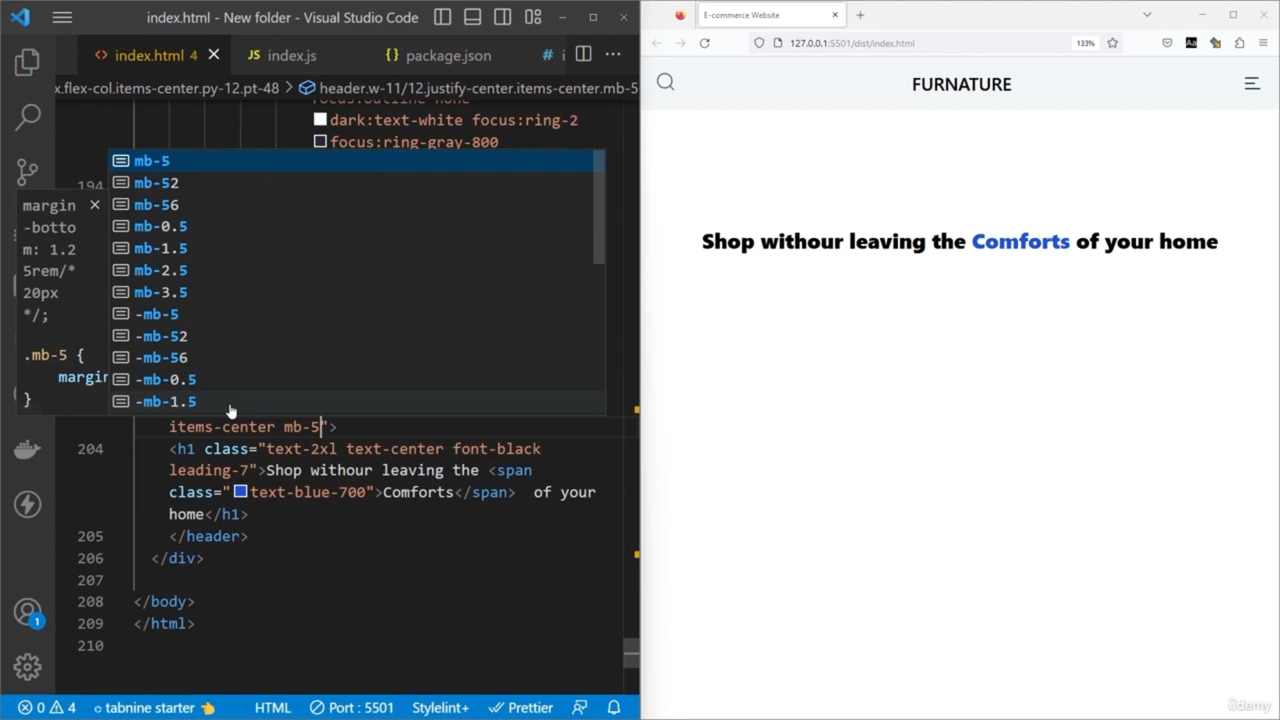 index.html - New folder - Visual Studio Code
index.html 4
JS index.js
{} package.json
# i
x.flex-col.items-center.py-12.pt-48 > header.w-11/12.justify-center.items-center.mb-5
dark:text-white focus:ring-2
focus:ring-gray-800
194
mb-5
mb-52
mb-56
mb-0.5
mb-1.5
mb-2.5
mb-3.5
-mb-5
-mb-52
-mb-56
-mb-0.5
-mb-1.5
margin
-botto
m: 1.2
5rem/*
20px
*/;
.mb-5 {
margin
}
items-center mb-5">
204 <h1 class="text-2xl text-center font-black
leading-7">Shop withour leaving the <span
class="text-blue-700">Comforts</span> of your
home</h1>
205 </header>
206 </div>
207
208 </body>
209 </html>
210
1
0 4 tabnine starter HTML Port : 5501 Stylelint+ Prettier
E-commerce Website
127.0.0.1:5501/dist/index.html
133%
Aa
FURNATURE
Shop withour leaving the Comforts of your home
ûdemy